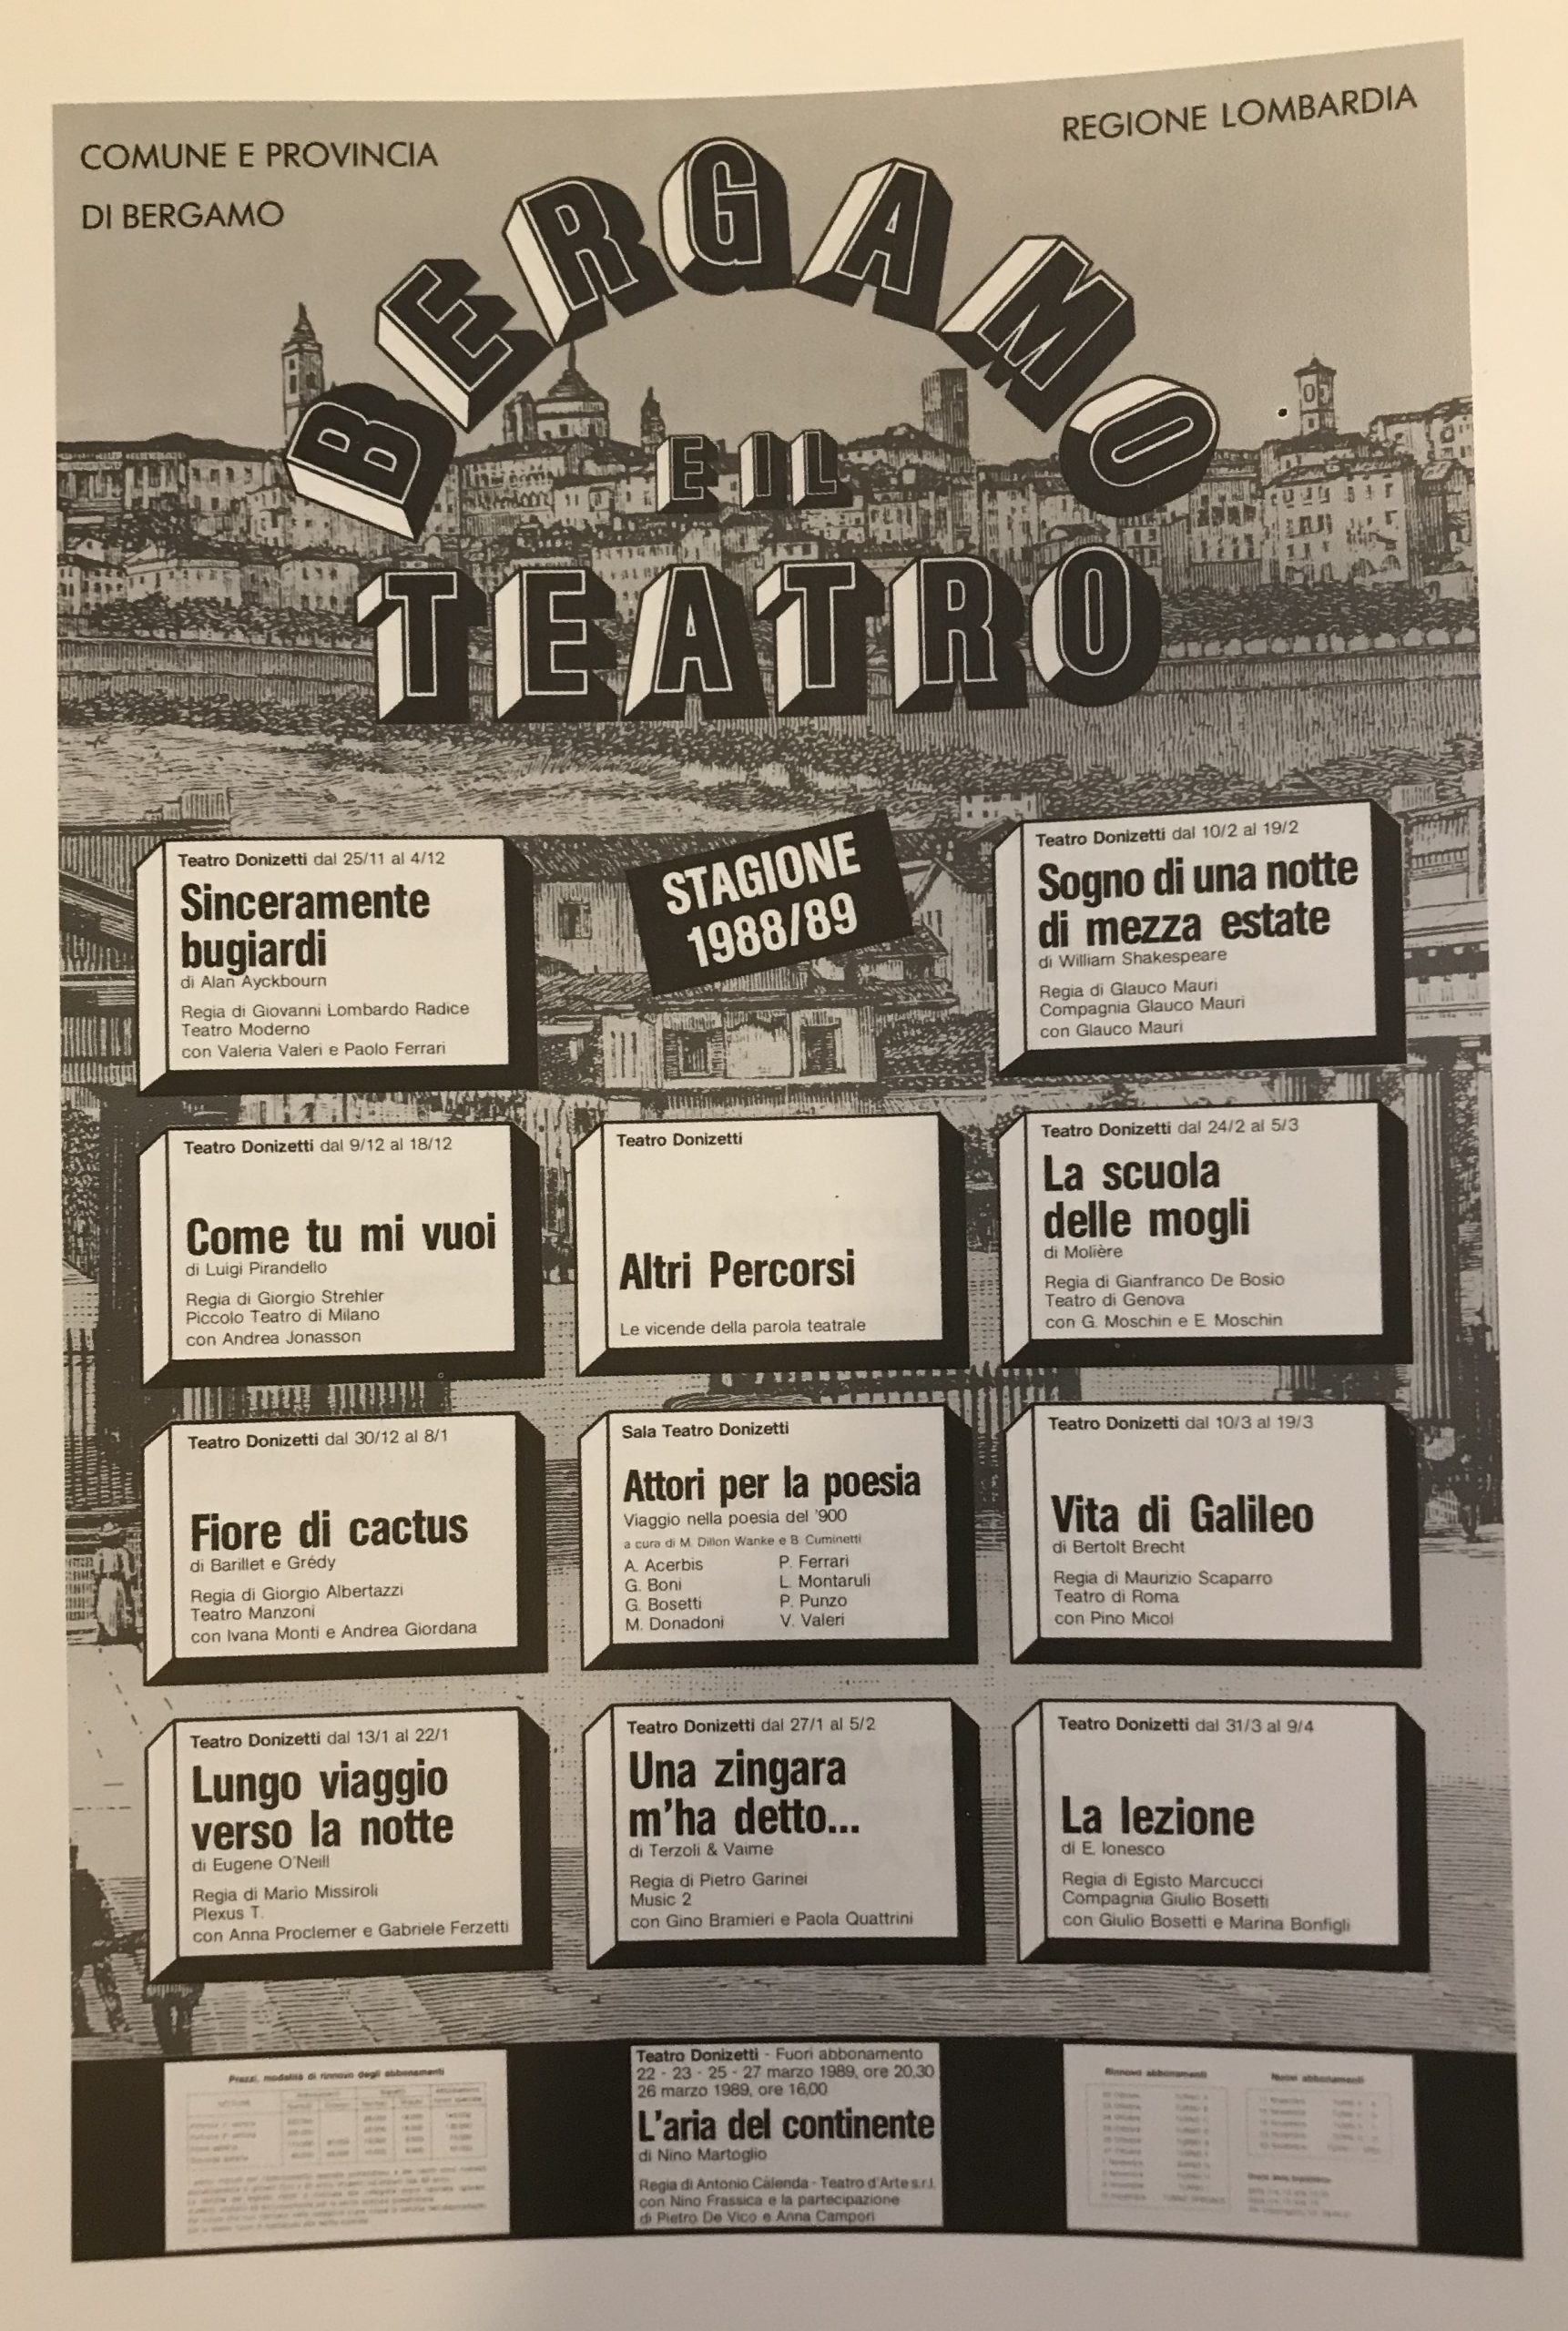 COMUNE E PROVINCIA
DI BERGAMO
REGIONE LOMBARDIA
BERGAMO
E IL
TEATRO
STAGIONE
1988/89
Teatro Donizetti dal 25/11 al 4/12
Sinceramente
bugiardi
di Alan Ayckbourn
Regia di Giovanni Lombardo Radice
Teatro Moderno
con Valeria Valeri e Paolo Ferrari
Teatro Donizetti dal 10/2 al 19/2
Sogno di una notte
di mezza estate
di William Shakespeare
Regia di Glauco Mauri
Compagnia Glauco Mauri
con Glauco Mauri
Teatro Donizetti dal 9/12 al 18/12
Come tu mi vuoi
di Luigi Pirandello
Regia di Giorgio Strehler
Piccolo Teatro di Milano
con Andrea Jonasson
Teatro Donizetti
Altri Percorsi
Le vicende della parola teatrale
Teatro Donizetti dal 24/2 al 5/3
La scuola
delle mogli
di Molière
Regia di Gianfranco De Bosio
Teatro di Genova
con G. Moschin e E. Moschin
Teatro Donizetti dal 30/12 al 8/1
Fiore di cactus
di Barillet e Grédy
Regia di Giorgio Albertazzi
Teatro Manzoni
con Ivana Monti e Andrea Giordana
Sala Teatro Donizetti
Attori per la poesia
Viaggio nella poesia del '900
a cura di M. Dillon Wanke e B. Cuminetti
A. Acerbis
G. Boni
G. Bosetti
M. Donadoni
P. Ferrari
L. Montaruli
P. Punzo
V. Valeri
Teatro Donizetti dal 10/3 al 19/3
Vita di Galileo
di Bertolt Brecht
Regia di Maurizio Scaparro
Teatro di Roma
con Pino Micol
Teatro Donizetti dal 13/1 al 22/1
Lungo viaggio
verso la notte
di Eugene O'Neill
Regia di Mario Missiroli
Plexus T.
con Anna Proclemer e Gabriele Ferzetti
Teatro Donizetti dal 27/1 al 5/2
Una zingara
m'ha detto...
di Terzoli & Vaime
Regia di Pietro Garinei
Music 2
con Gino Bramieri e Paola Quattrini
Teatro Donizetti dal 31/3 al 9/4
La lezione
di E. Ionesco
Regia di Egisto Marcucci
Compagnia Giulio Bosetti
con Giulio Bosetti e Marina Bonfigli
Prezzi, modalità di rinnovo degli abbonamenti
Teatro Donizetti - Fuori abbonamento
22 - 23 - 25 - 27 marzo 1989, ore 20,30
26 marzo 1989, ore 16,00
L'aria del continente
di Nino Martoglio
Regia di Antonio Calenda - Teatro d'Arte s.r.l.
con Nino Frassica e la partecipazione
di Pietro De Vico e Anna Campori
Rinnovo abbonamenti
Nuovi abbonamenti